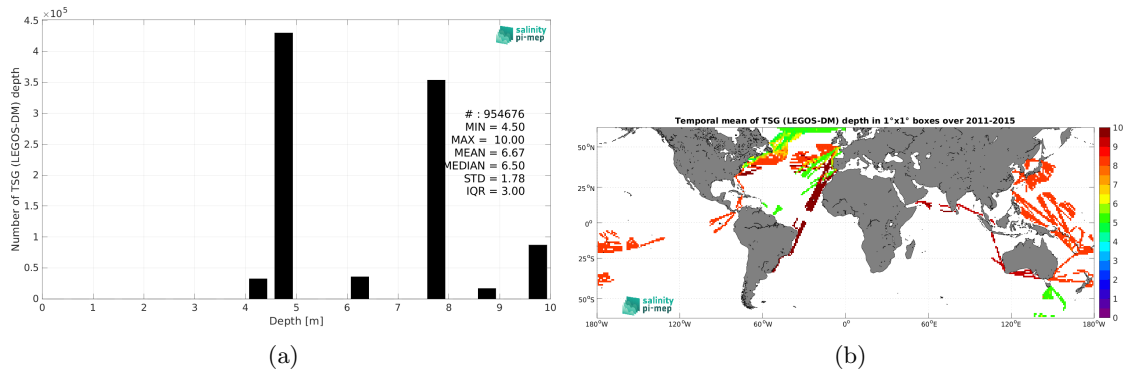 ×10⁵
4.5
4
3.5
3
2.5
2
1.5
1
0.5
0
Number of TSG (LEGOS-DM) depth
salinity
pi-mep
# : 954676
MIN = 4.50
MAX = 10.00
MEAN = 6.67
MEDIAN = 6.50
STD = 1.78
IQR = 3.00
0 1 2 3 4 5 6 7 8 9 10
Depth [m]
(a)
Temporal mean of TSG (LEGOS-DM) depth in 1°x1° boxes over 2011-2015
50°N
25°N
0°
25°S
50°S
180°W 120°W 60°W 0° 60°E 120°E 180°W
salinity
pi-mep
10
9
8
7
6
5
4
3
2
1
0
(b)